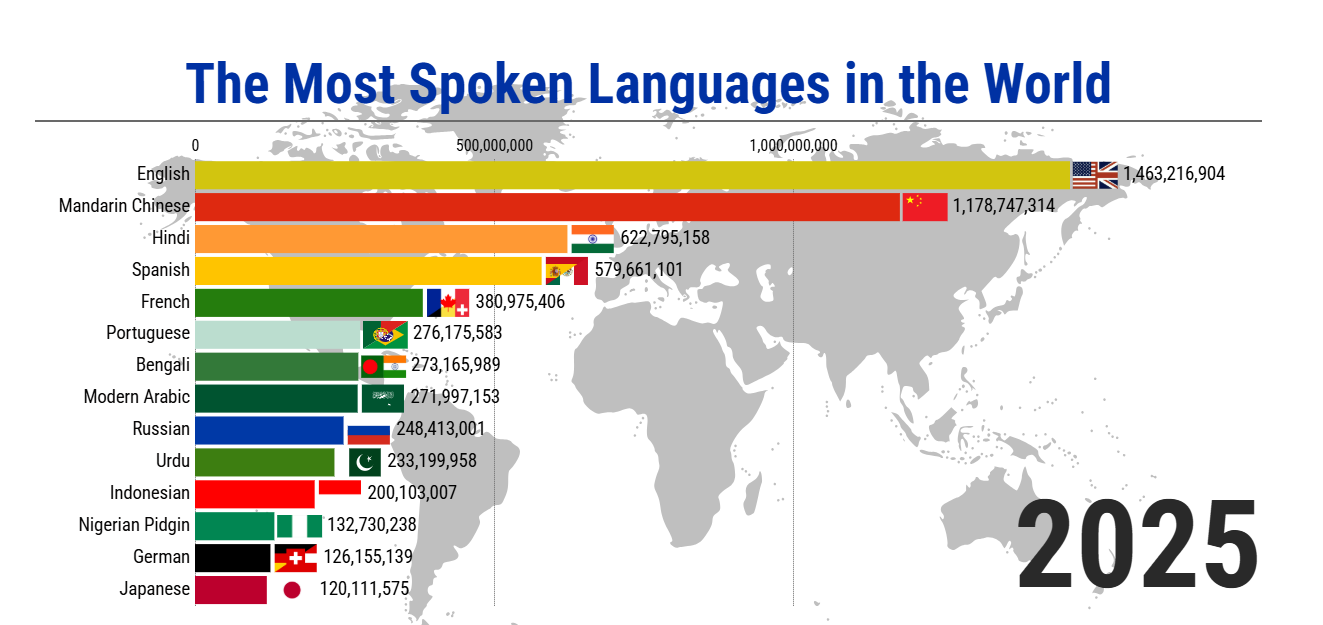 The Most Spoken Languages in the World
0 500,000,000 1,000,000,000
English 1,463,216,904
Mandarin Chinese 1,178,747,314
Hindi 622,795,158
Spanish 579,661,101
French 380,975,406
Portuguese 276,175,583
Bengali 273,165,989
Modern Arabic 271,997,153
Russian 248,413,001
Urdu 233,199,958
Indonesian 200,103,007
Nigerian Pidgin 132,730,238
German 126,155,139
Japanese 120,111,575
2025